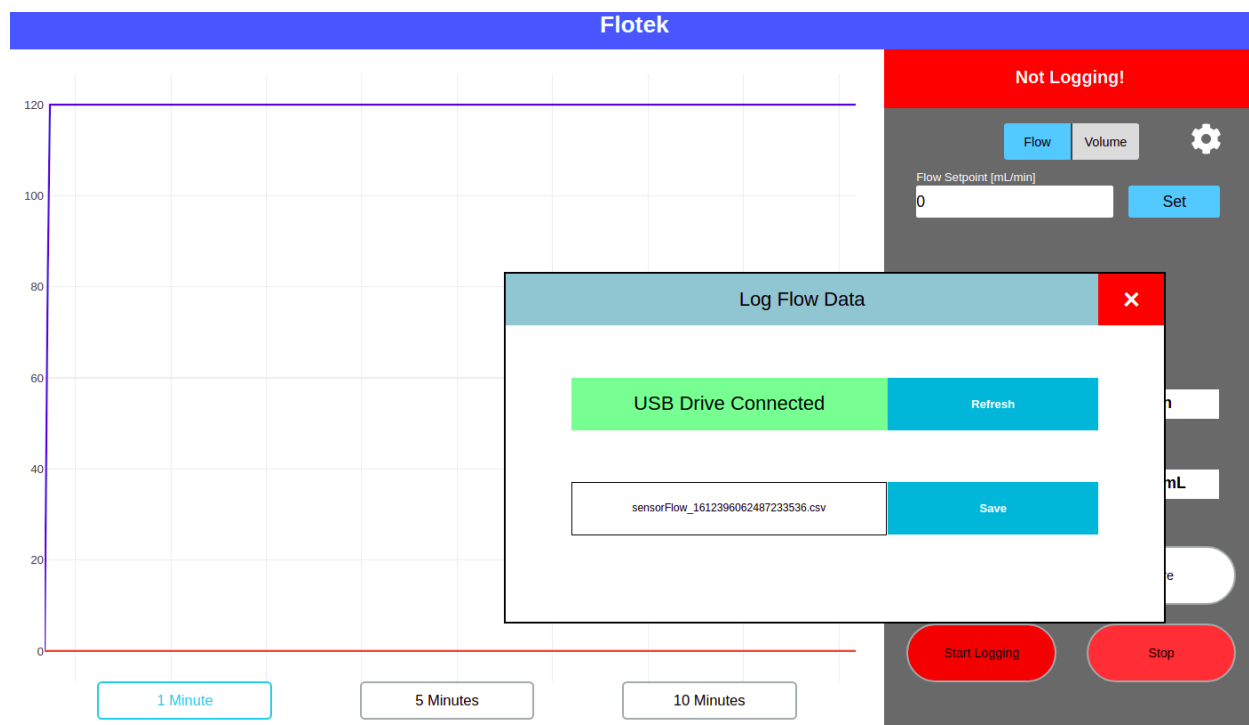 Flotek
Not Logging!
120
100
80
60
40
20
0
Flow
Volume
Flow Setpoint [mL/min]
0
Set
Log Flow Data
×
USB Drive Connected
Refresh
sensorFlow_1612396062487233536.csv
Save
mL
Start Logging
Stop
1 Minute
5 Minutes
10 Minutes